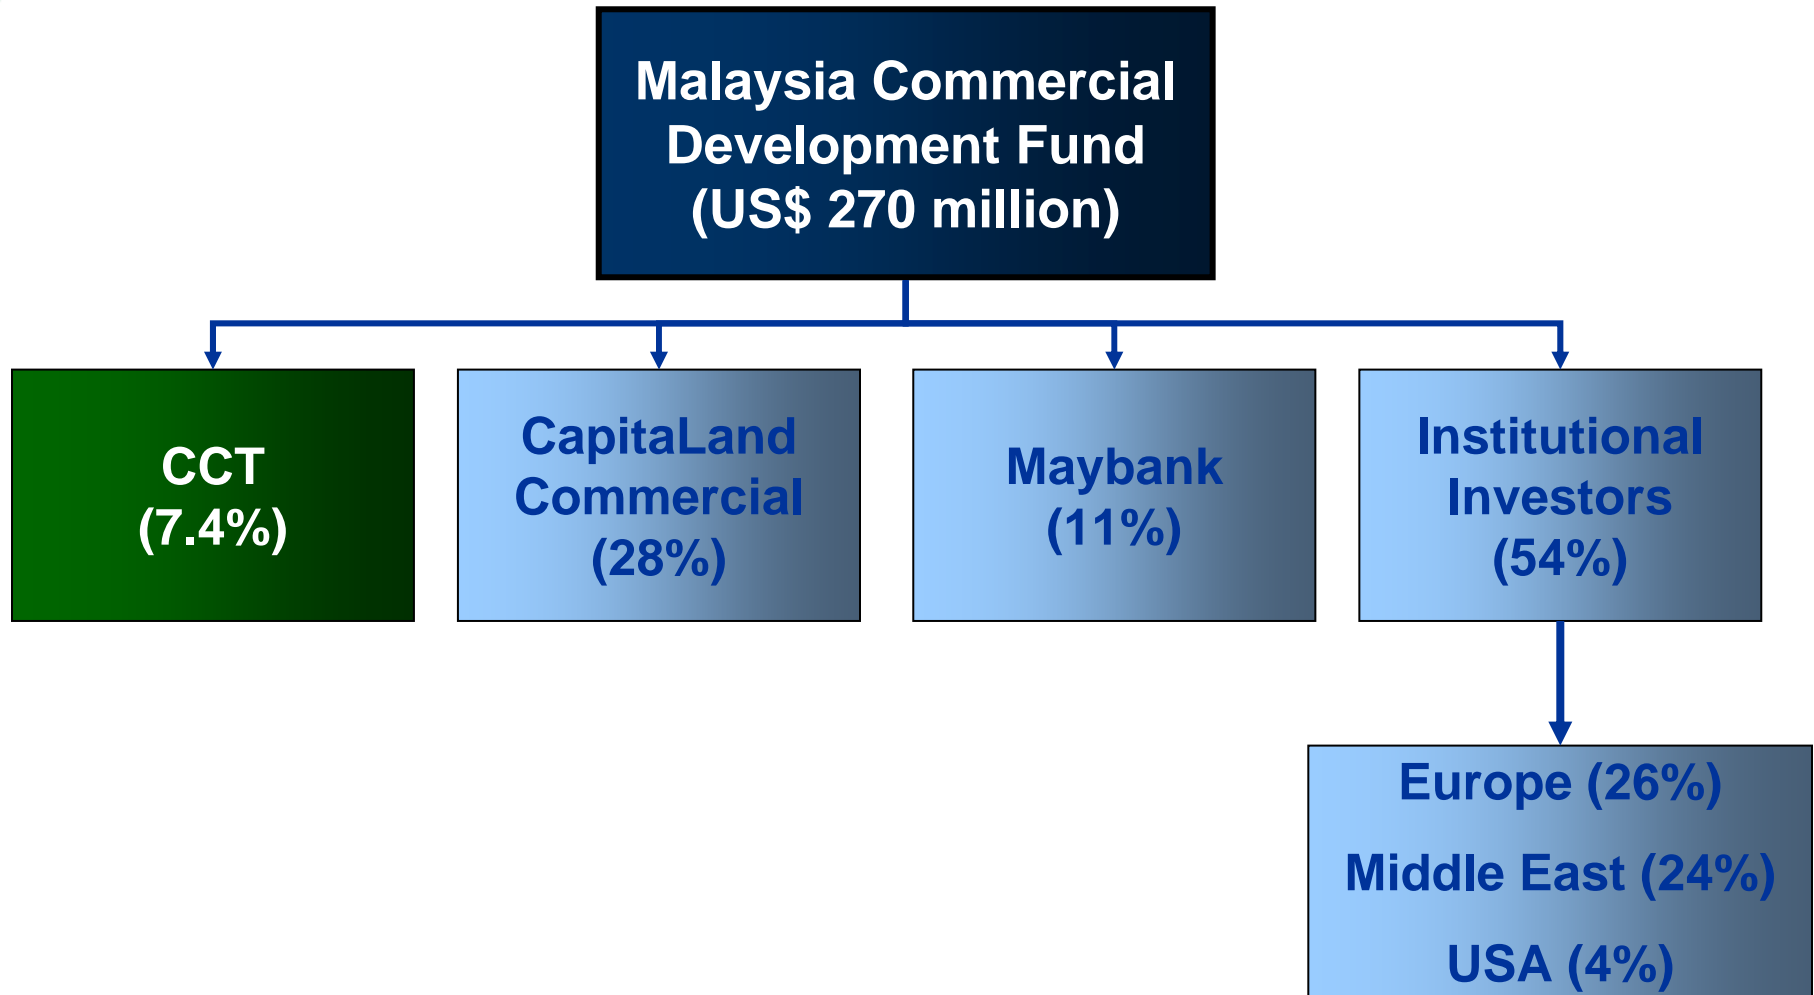 Malaysia Commercial
Development Fund
(US$ 270 million)
CCT
(7.4%)
CapitaLand
Commercial
(28%)
Maybank
(11%)
Institutional
Investors
(54%)
Europe (26%)
Middle East (24%)
USA (4%)